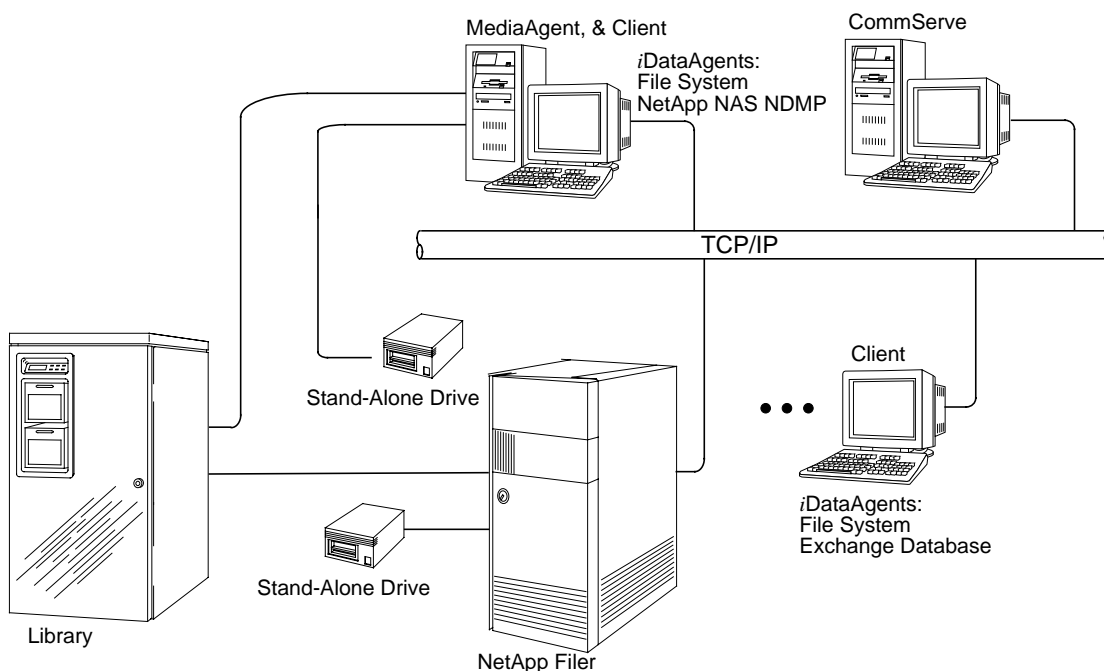 MediaAgent, & Client
CommServe
iDataAgents:
File System
NetApp NAS NDMP
TCP/IP
Stand-Alone Drive
Client
iDataAgents:
File System
Exchange Database
Stand-Alone Drive
Library
NetApp Filer